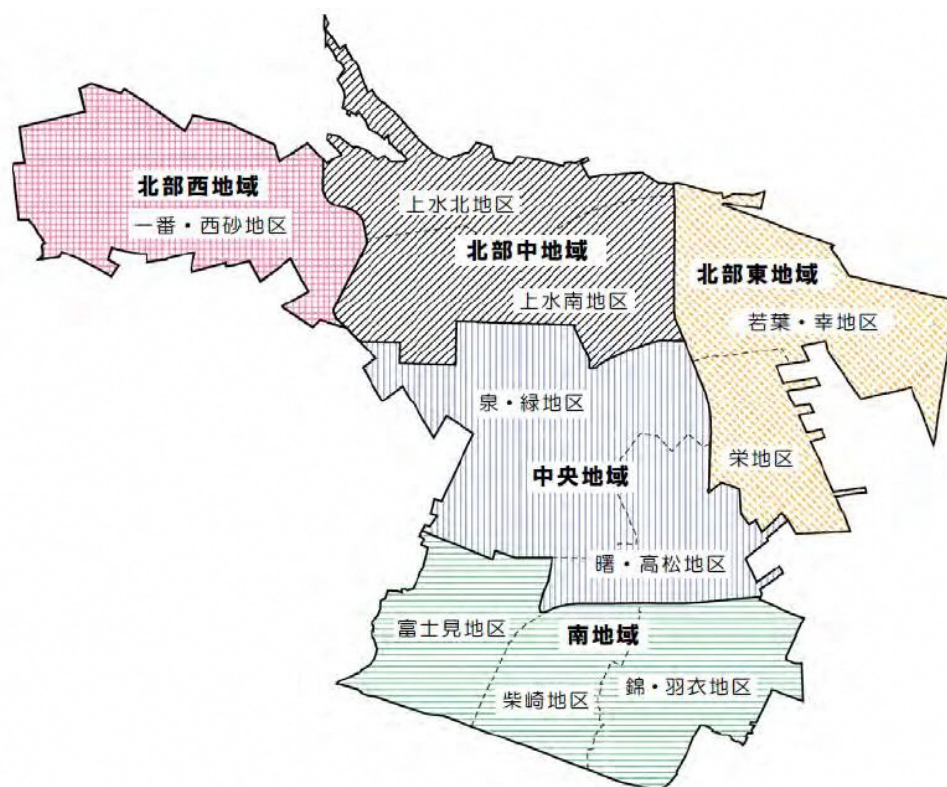 北部西地域
一番・西砂地区
上水北地区
北部中地域
上水南地区
北部東地域
若葉・幸地区
栄地区
泉・緑地区
中央地域
曙・高松地区
富士見地区
南地域
柴崎地区
錦・羽衣地区